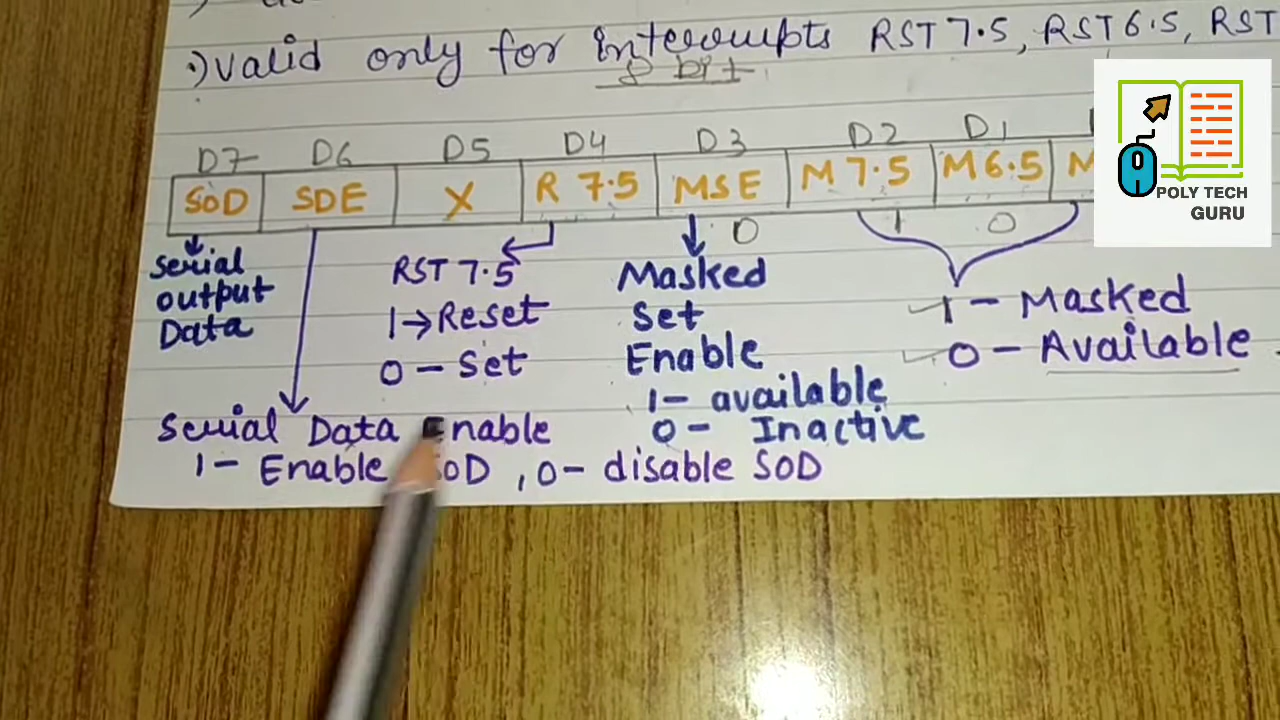 ·) valid only for interrupts RST 7.5, RST 6.5, RST
8 bit
D7 D6 D5 D4 D3 D2 D1
SOD SDE X R 7.5 MSE M 7.5 M 6.5 M
0 1 0
Serial output Data
RST 7.5
1→Reset
0 - Set
Masked
Set
Enable
1- available
0- Inactive
1 - Masked
0 - Available
Serial Data Enable
1- Enable SOD , 0- disable SOD
POLY TECH
GURU